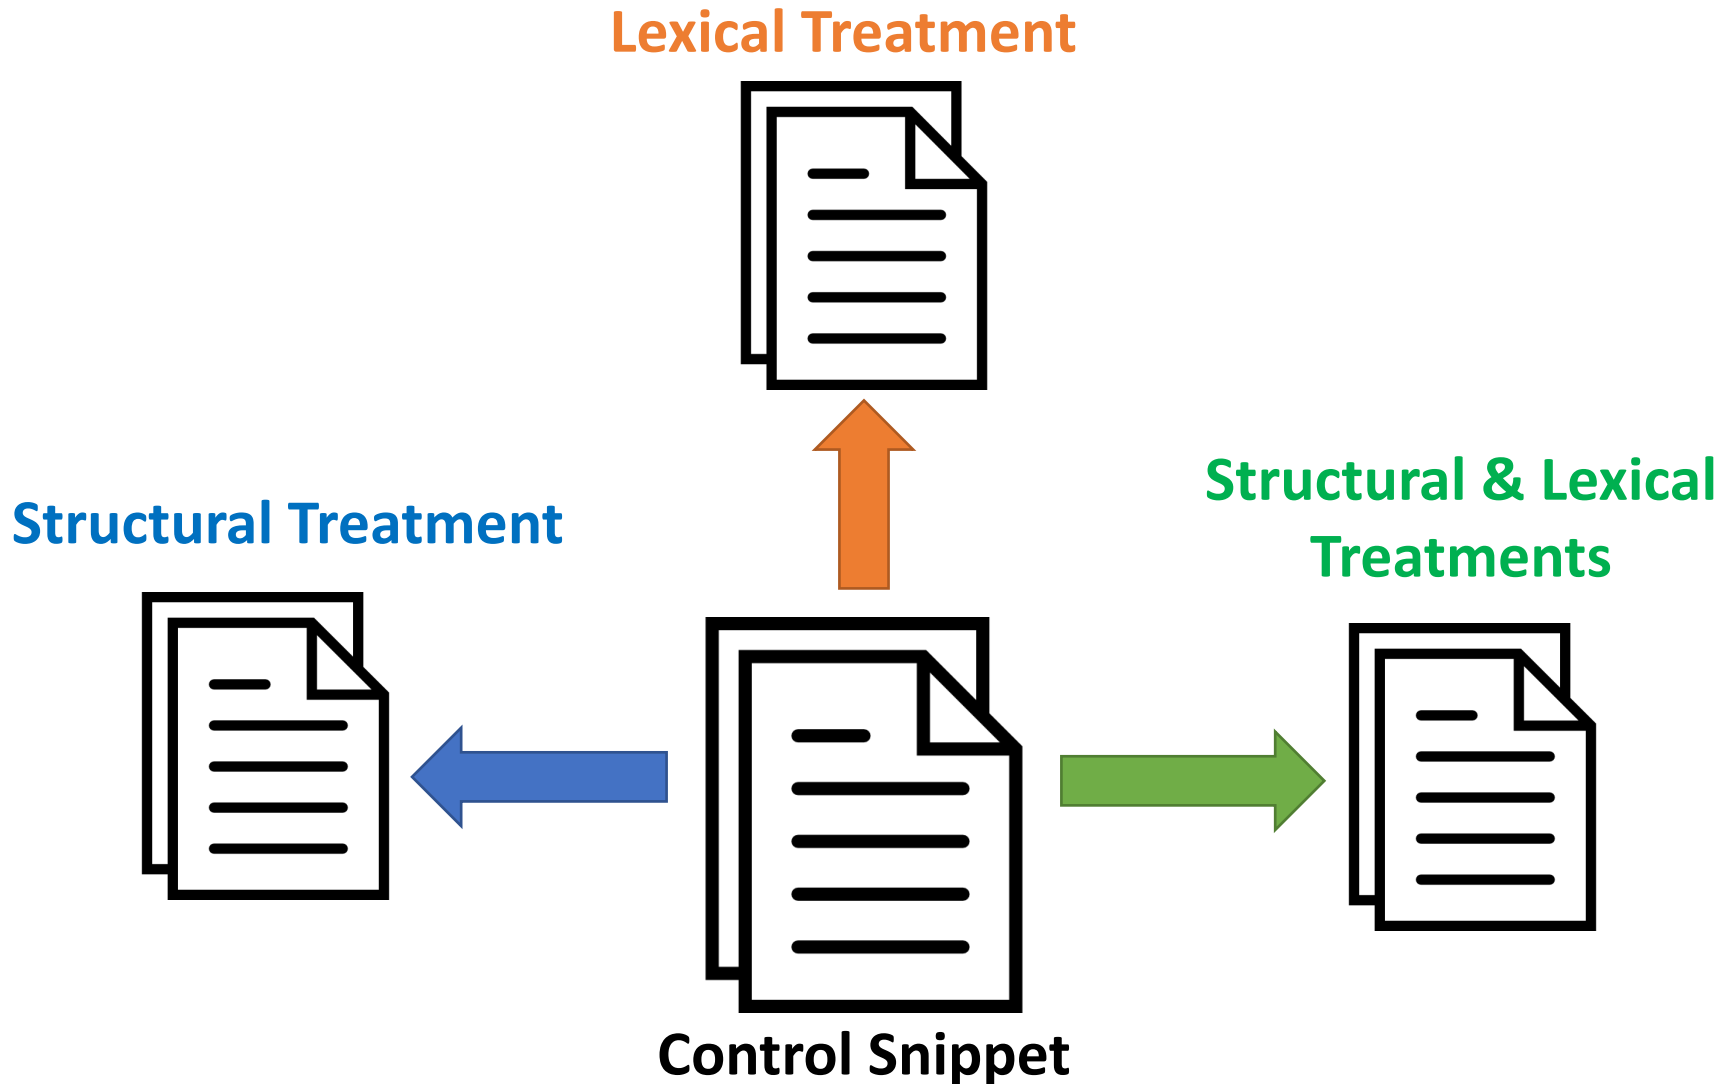 Lexical Treatment
Structural & Lexical
Treatments
Structural Treatment
Control Snippet